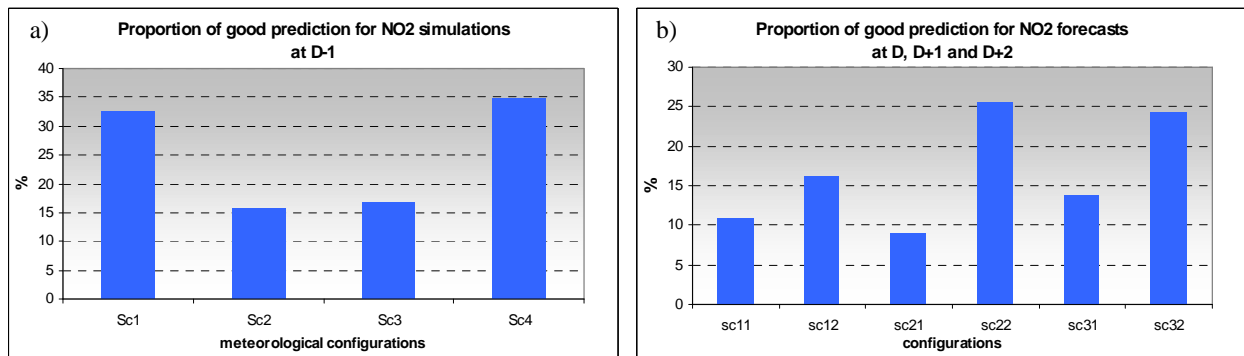 a)
Proportion of good prediction for NO2 simulations
at D-1
40
35
30
25
20
15
10
5
0
%
Sc1 Sc2 Sc3 Sc4
meteorological configurations
b)
Proportion of good prediction for NO2 forecasts
at D, D+1 and D+2
30
25
20
15
10
5
0
%
sc11 sc12 sc21 sc22 sc31 sc32
configurations